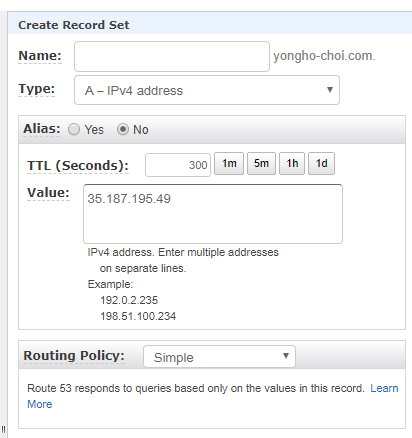 Create Record Set
Name: yongho-choi.com.
Type: A – IPv4 address
Alias: Yes No
TTL (Seconds): 300 1m 5m 1h 1d
Value: 35.187.195.49
IPv4 address. Enter multiple addresses
on separate lines.
Example:
192.0.2.235
198.51.100.234
Routing Policy: Simple
Route 53 responds to queries based only on the values in this record. Learn
More